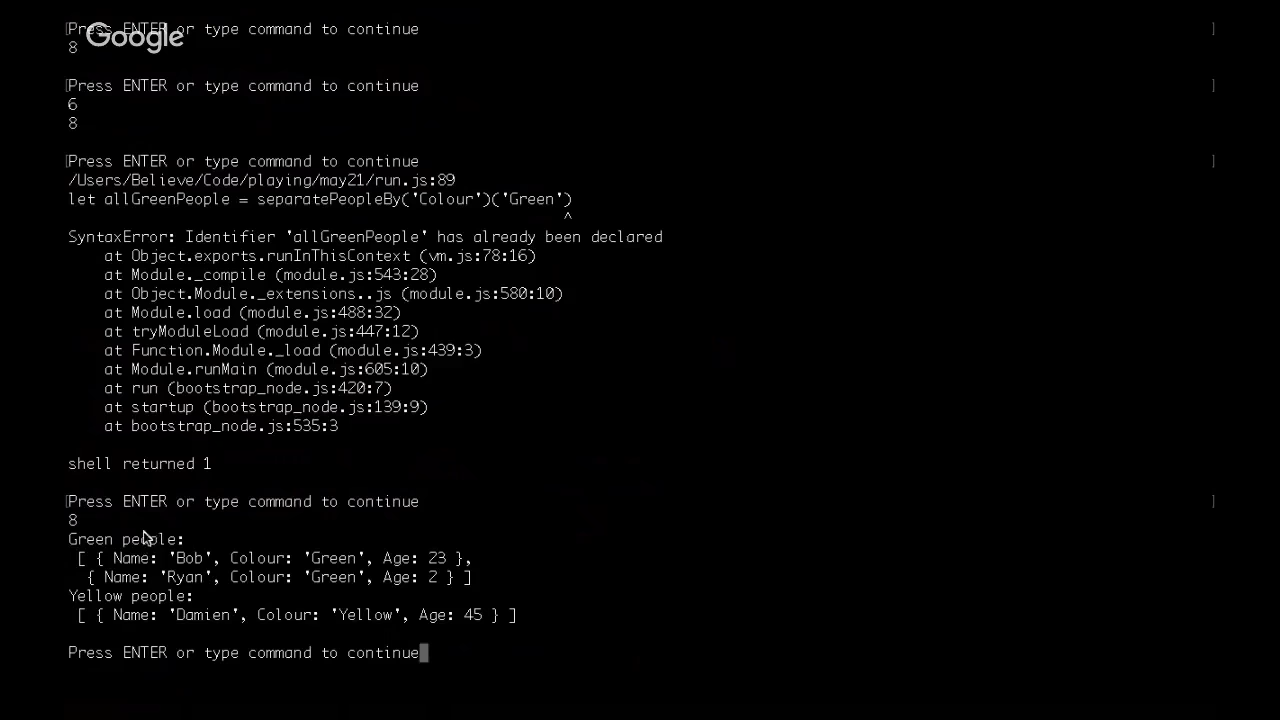 [Press ENTER or type command to continue ]
Google
8
[Press ENTER or type command to continue ]
6
8
[Press ENTER or type command to continue ]
/Users/Believe/Code/playing/may21/run.js:89
let allGreenPeople = separatePeopleBy('Colour')('Green')
^
SyntaxError: Identifier 'allGreenPeople' has already been declared
at Object.exports.runInThisContext (vm.js:78:16)
at Module._compile (module.js:543:28)
at Object.Module._extensions..js (module.js:580:10)
at Module.load (module.js:488:32)
at tryModuleLoad (module.js:447:12)
at Function.Module._load (module.js:439:3)
at Module.runMain (module.js:605:10)
at run (bootstrap_node.js:420:7)
at startup (bootstrap_node.js:139:9)
at bootstrap_node.js:535:3
shell returned 1
[Press ENTER or type command to continue ]
8
Green people:
[ { Name: 'Bob', Colour: 'Green', Age: 23 },
{ Name: 'Ryan', Colour: 'Green', Age: 2 } ]
Yellow people:
[ { Name: 'Damien', Colour: 'Yellow', Age: 45 } ]
Press ENTER or type command to continue